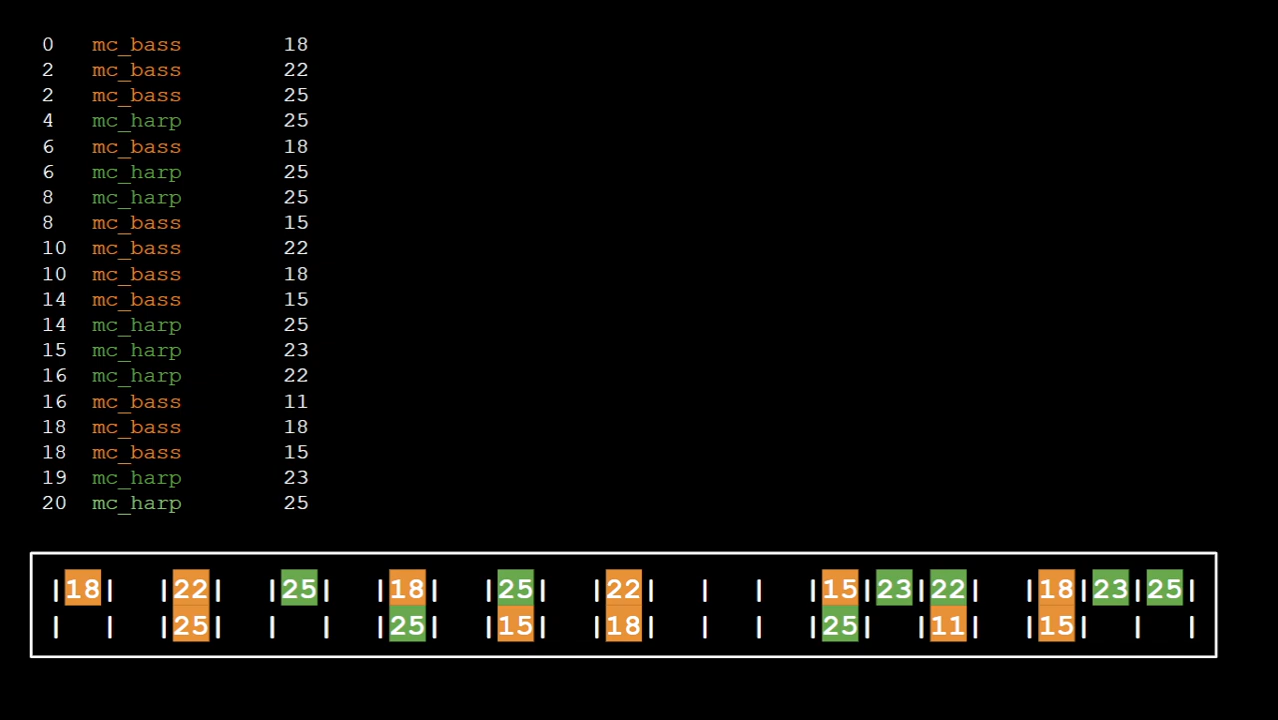 0 mc_bass 18
2 mc_bass 22
2 mc_bass 25
4 mc_harp 25
6 mc_bass 18
6 mc_harp 25
8 mc_harp 25
8 mc_bass 15
10 mc_bass 22
10 mc_bass 18
14 mc_bass 15
14 mc_harp 25
15 mc_harp 23
16 mc_harp 22
16 mc_bass 11
18 mc_bass 18
18 mc_bass 15
19 mc_harp 23
20 mc_harp 25
|18| |22| |25| |18| |25| |22| | | |15|23|22| |18|23|25|
| | |25| | | |25| |15| |18| | | |25| |11| |15| | |